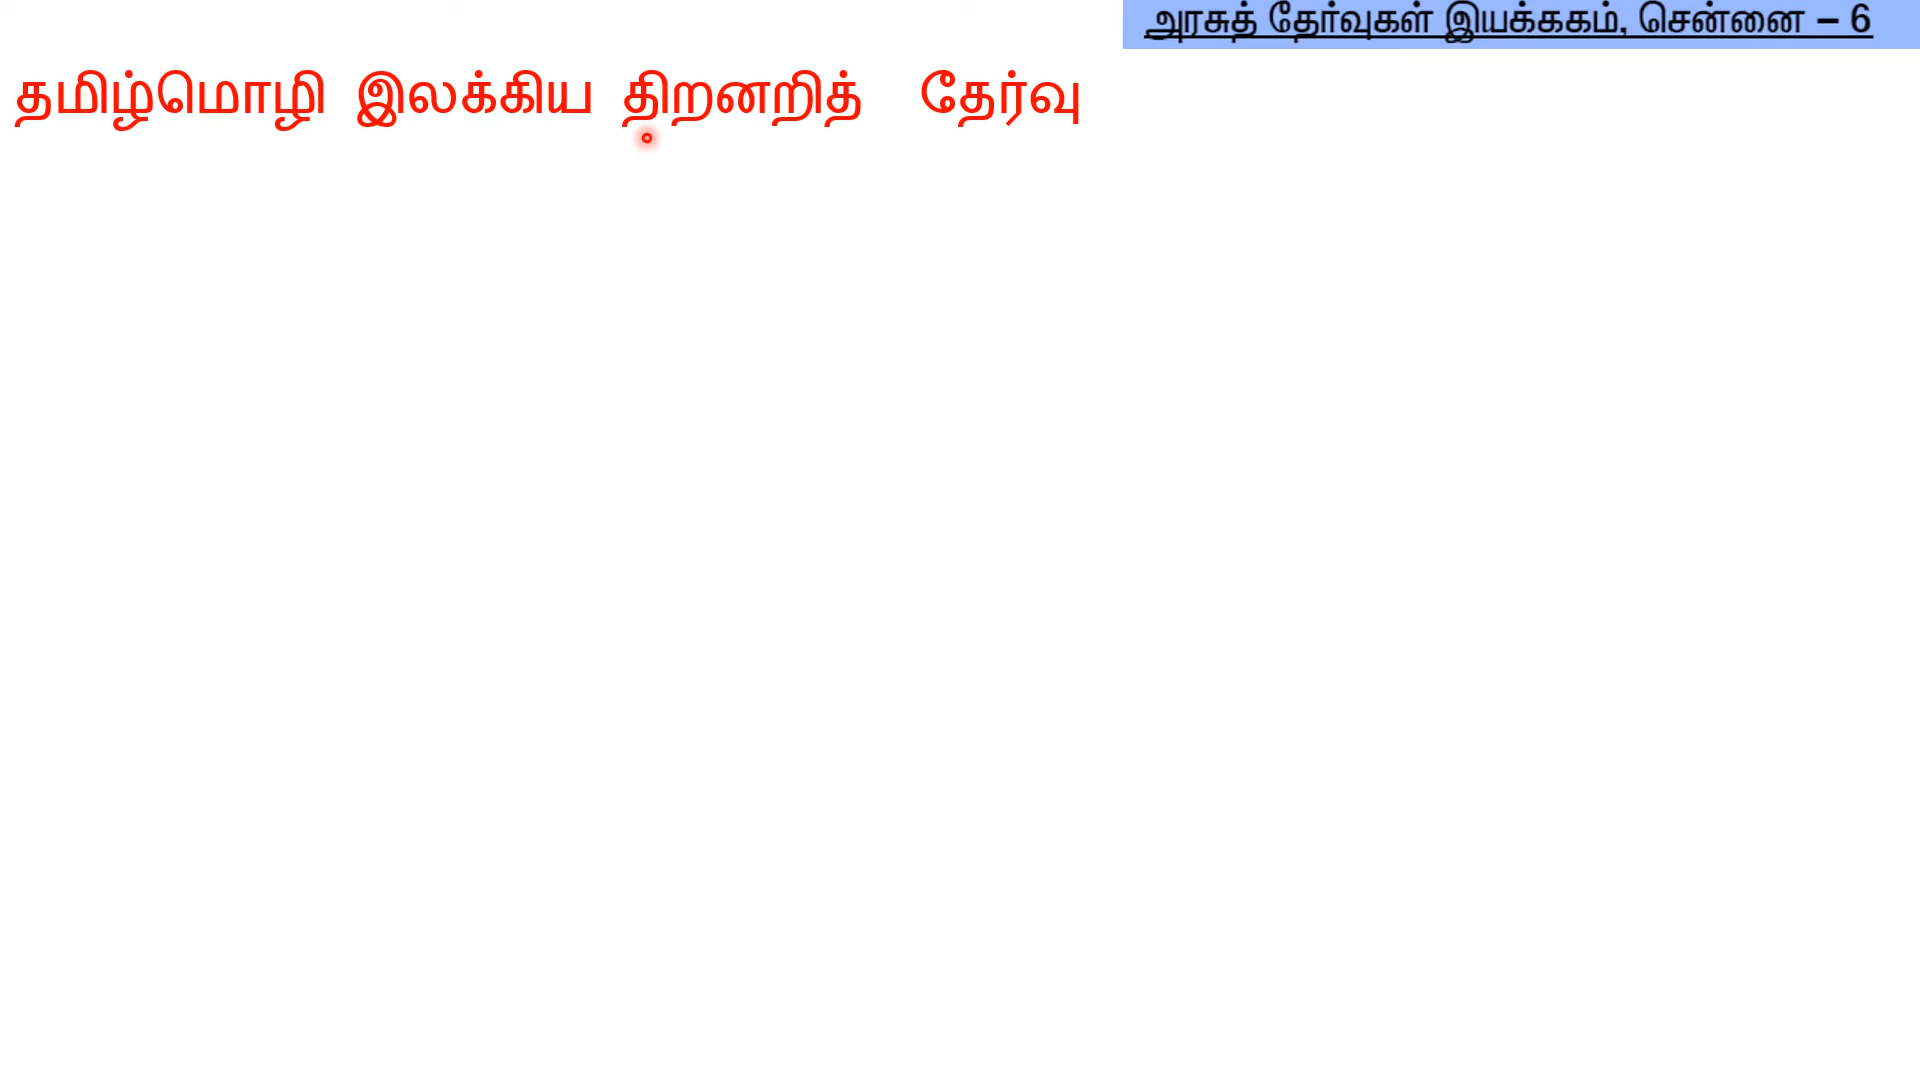 அரசுத் தேர்வுகள் இயக்ககம், சென்னை – 6
தமிழ்மொழி இலக்கிய திறனறித் தேர்வு